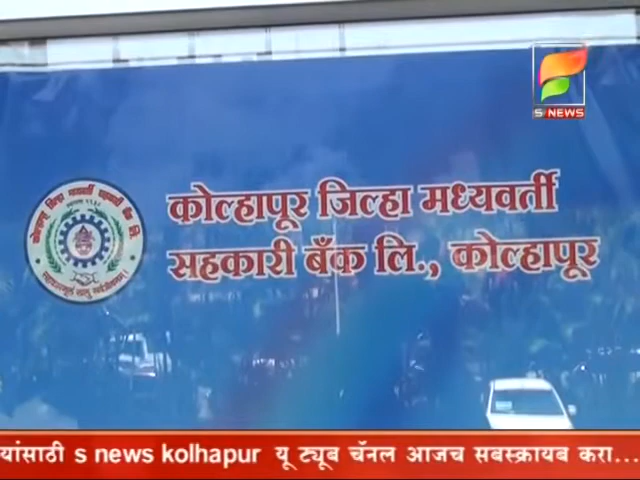 S NEWS
कोल्हापूर जिल्हा मध्यवर्ती
सहकारी बँक लि., कोल्हापूर
यांसाठी s news kolhapur यू ट्यूब चॅनल आजच सबस्क्रायब करा...